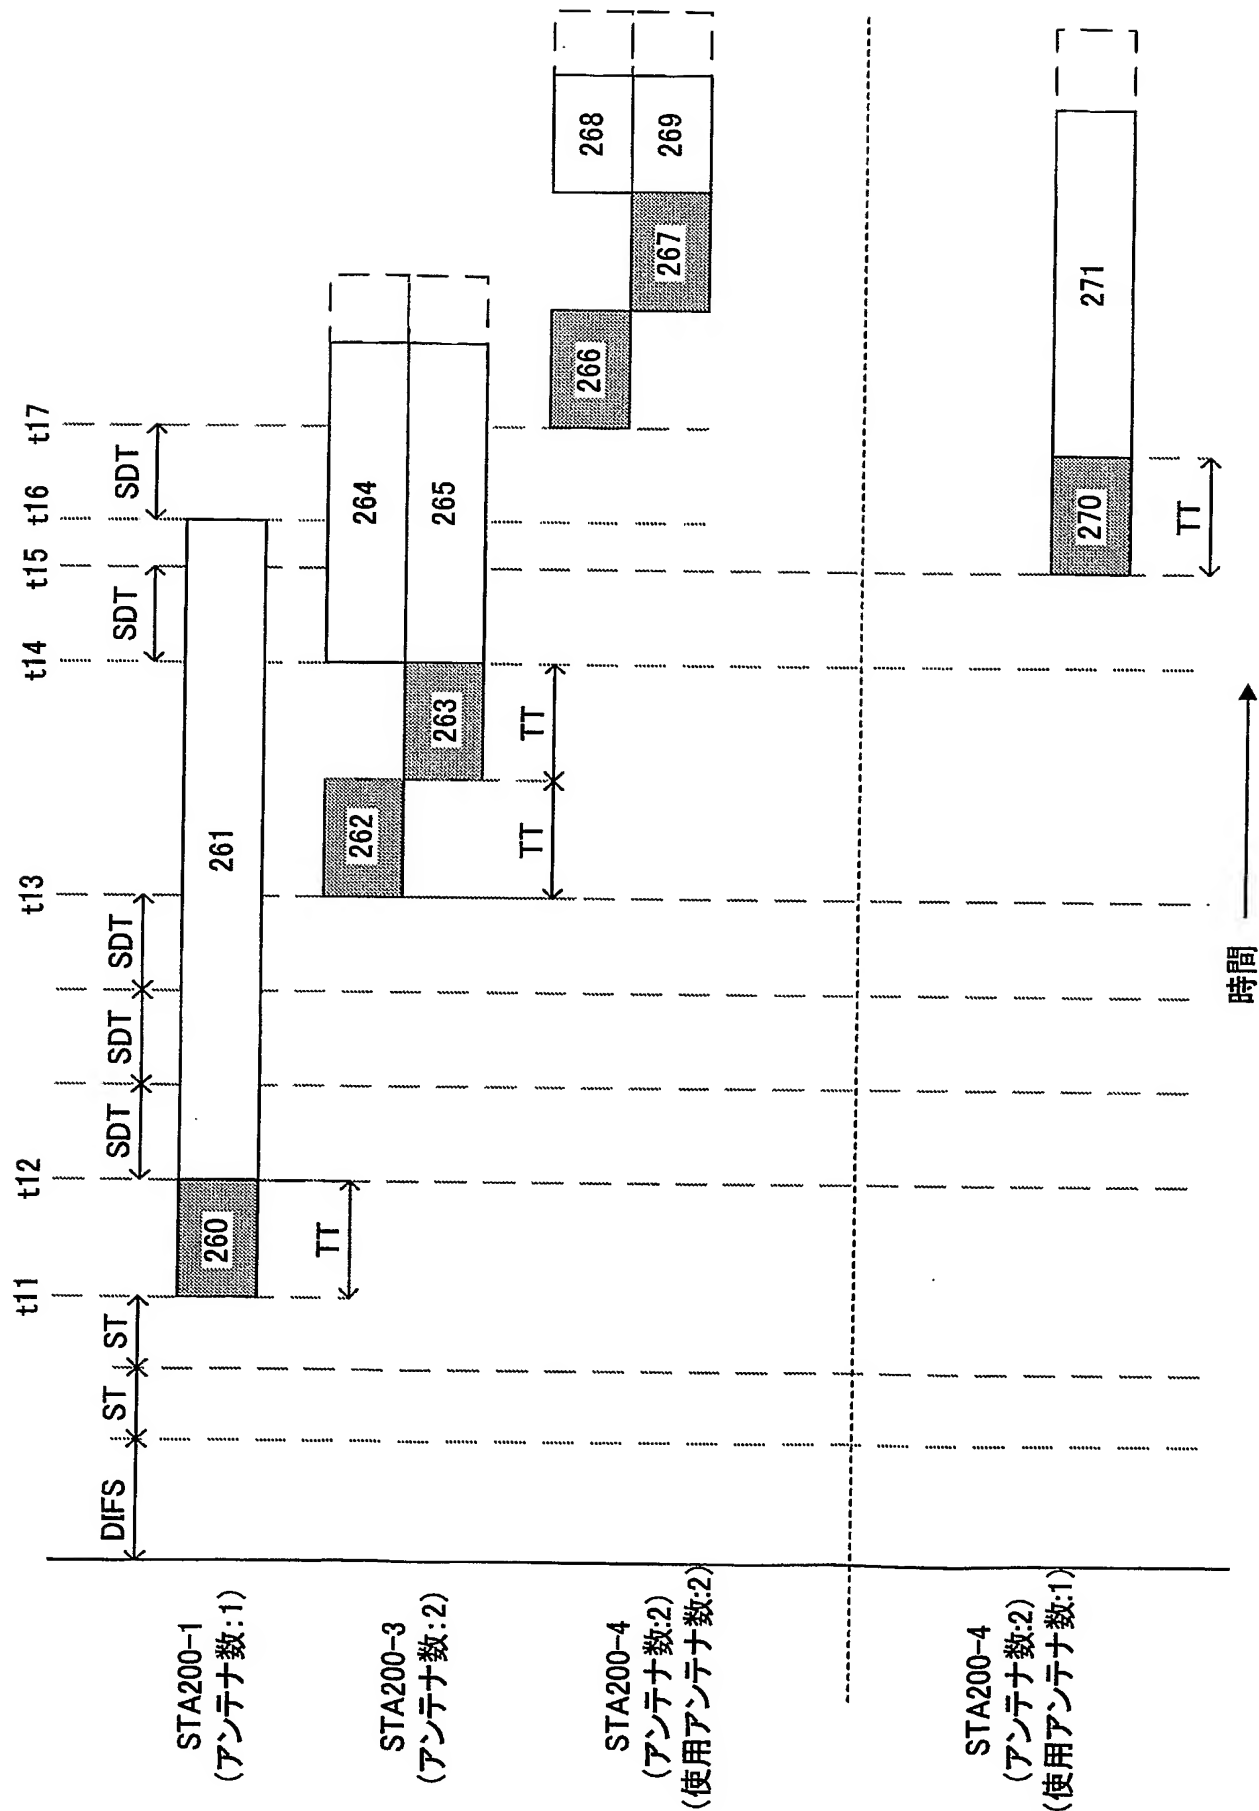 t11
t12
t13
t14
t15
t16
t17
DIFS
ST
ST
SDT
SDT
SDT
SDT
SDT
STA200-1
(アンテナ数:1)
260
261
TT
STA200-3
(アンテナ数:2)
262
263
264
265
TT
TT
STA200-4
(アンテナ数:2)
(使用アンテナ数:2)
266
267
268
269
STA200-4
(アンテナ数:2)
(使用アンテナ数:1)
270
271
TT
時間